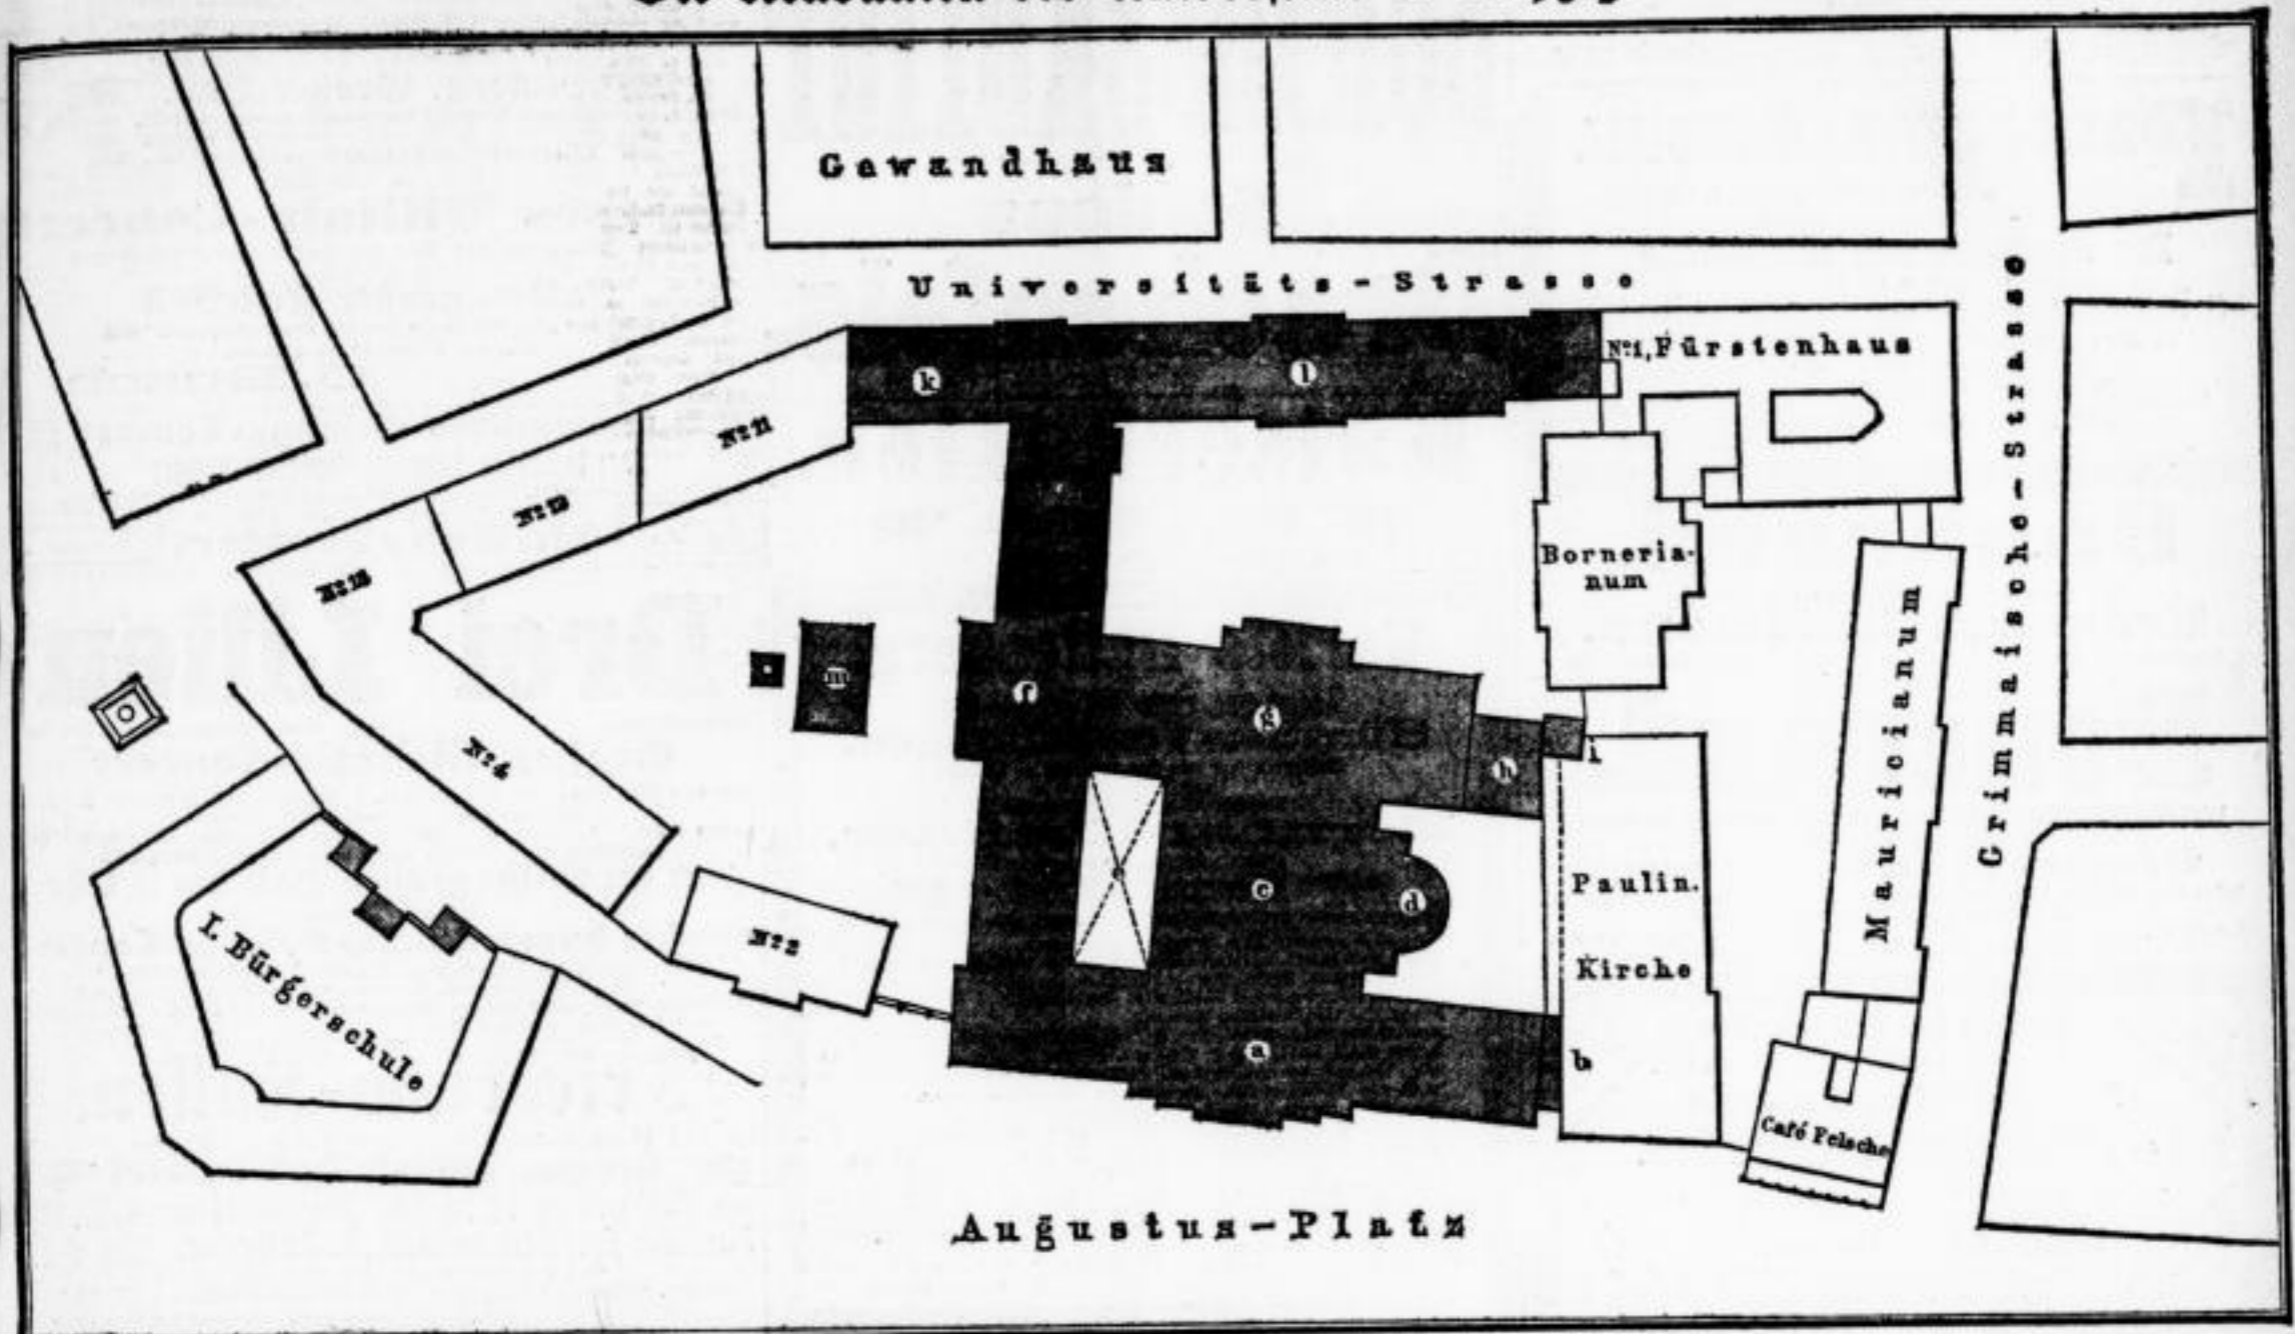 Gewandhaus
Universitäts-Strasse
Grimmaische-Strasse
k
l
No. 1, Fürstenhaus
No. 11
No. 12
No. 13
Borneria-
num
Mauricianum
m
f
g
h
i
No. 4
e
c
d
Paulin.
Kirche
I. Bürgerschule
No. 2
a
b
Café Felsche
Augustus-Platz